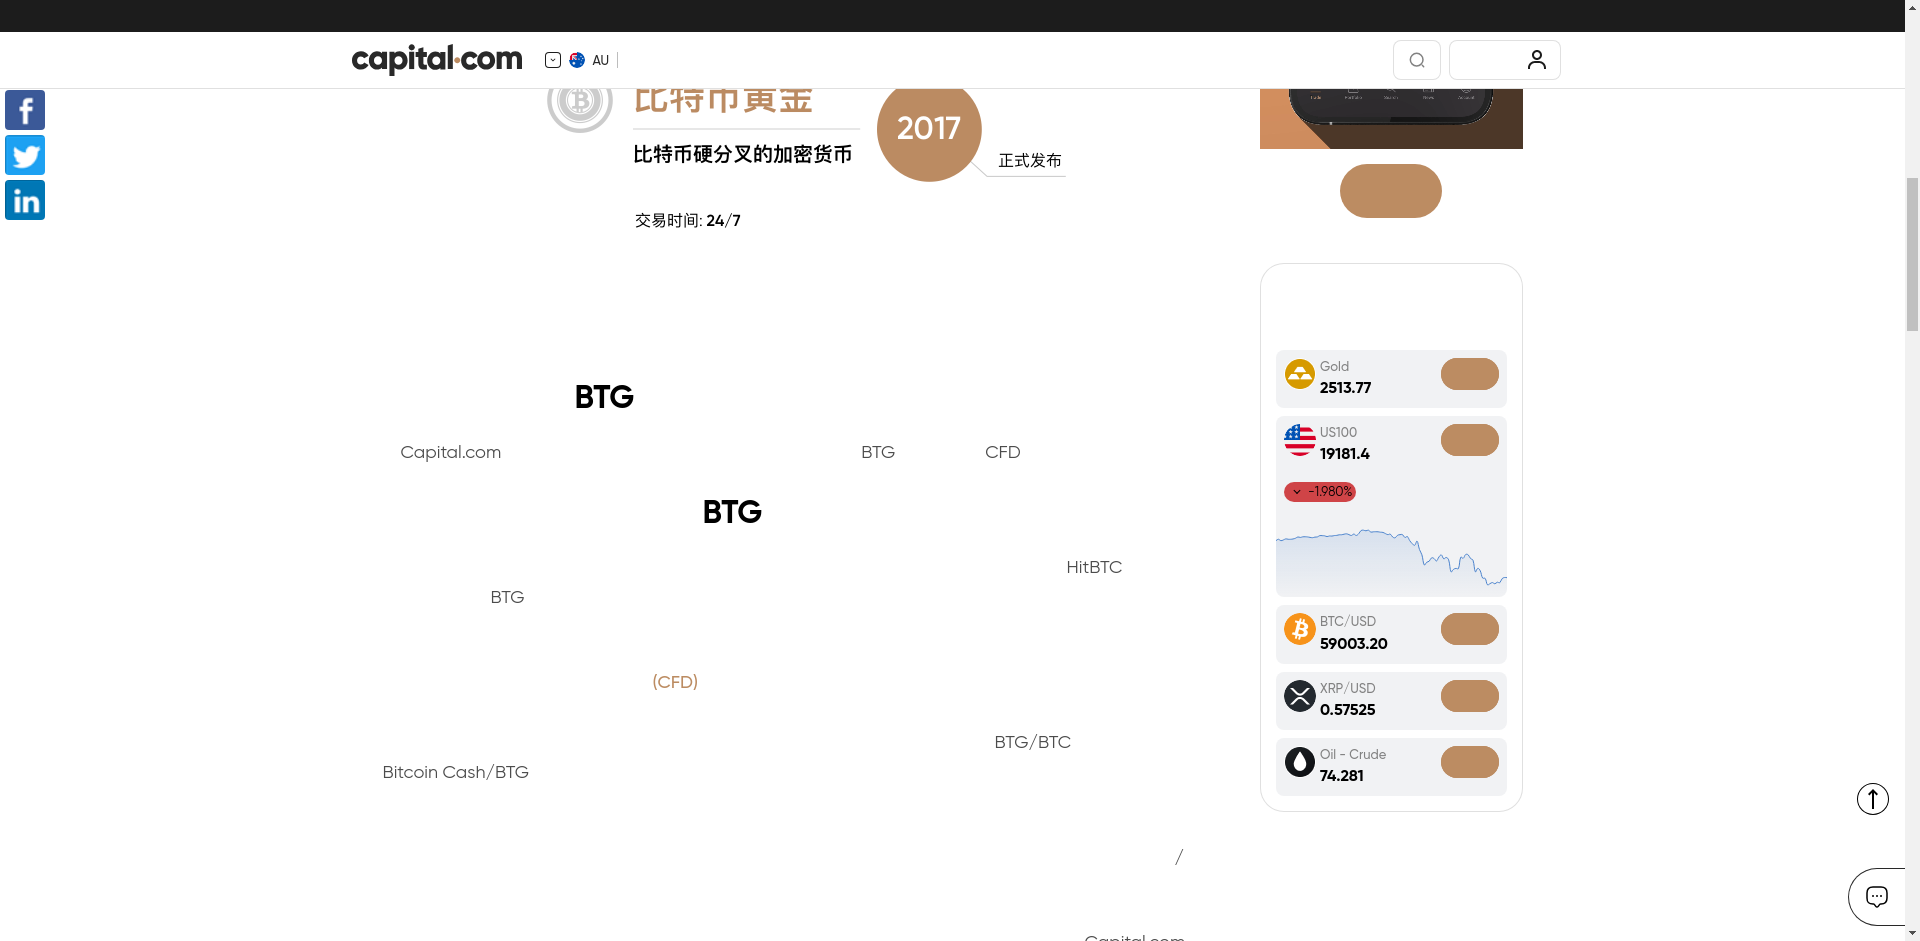 capital.com
AU
比特币黄金
2017
比特币硬分叉的加密货币
正式发布
交易时间: 24/7
BTG
Capital.com BTG CFD
BTG
HitBTC
BTG
(CFD)
BTG/BTC
Bitcoin Cash/BTG
/
Capital.com
Gold
2513.77
US100
19181.4
-1.980%
BTC/USD
59003.20
XRP/USD
0.57525
Oil - Crude
74.281